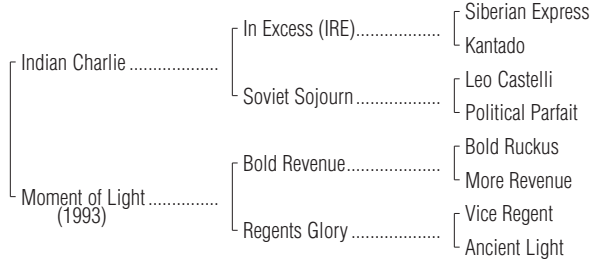 Siberian Express
In Excess (IRE)...................
Kantado
Indian Charlie ...................
Leo Castelli
Soviet Sojourn ...................
Political Parfait
Bold Ruckus
Bold Revenue....................
More Revenue
Moment of Light ...............
(1993)
Vice Regent
Regents Glory ...................
Ancient Light